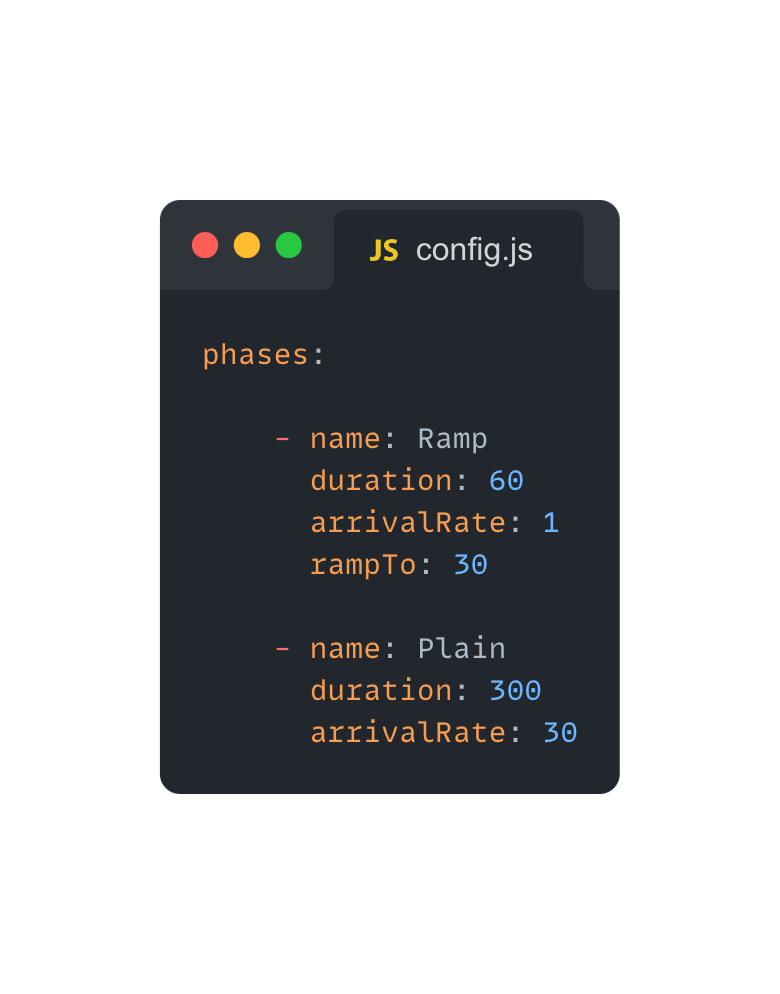 JS config.js
phases:
- name: Ramp
duration: 60
arrivalRate: 1
rampTo: 30
- name: Plain
duration: 300
arrivalRate: 30